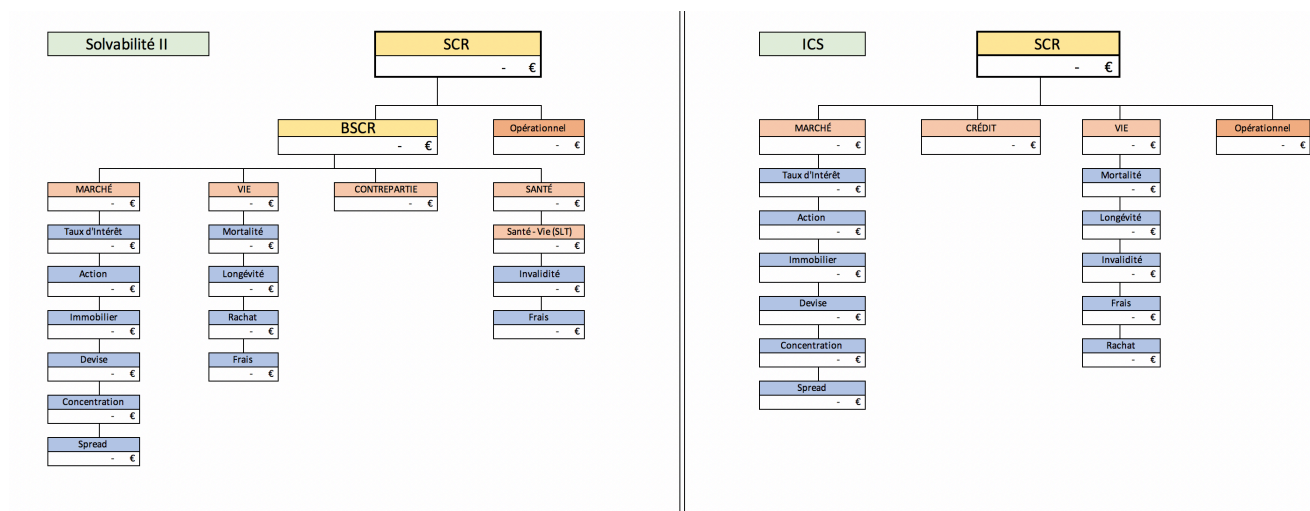 Solvabilité II
SCR
- €
BSCR
- €
Opérationnel
- €
MARCHÉ
- €
VIE
- €
CONTREPARTIE
- €
SANTÉ
- €
Taux d'Intérêt
- €
Mortalité
- €
Santé - Vie (SLT)
- €
Action
- €
Longévité
- €
Invalidité
- €
Immobilier
- €
Rachat
- €
Frais
- €
Devise
- €
Frais
- €
Concentration
- €
Spread
- €
ICS
SCR
- €
MARCHÉ
- €
CRÉDIT
- €
VIE
- €
Opérationnel
- €
Taux d'Intérêt
- €
Mortalité
- €
Action
- €
Longévité
- €
Immobilier
- €
Invalidité
- €
Devise
- €
Frais
- €
Concentration
- €
Rachat
- €
Spread
- €